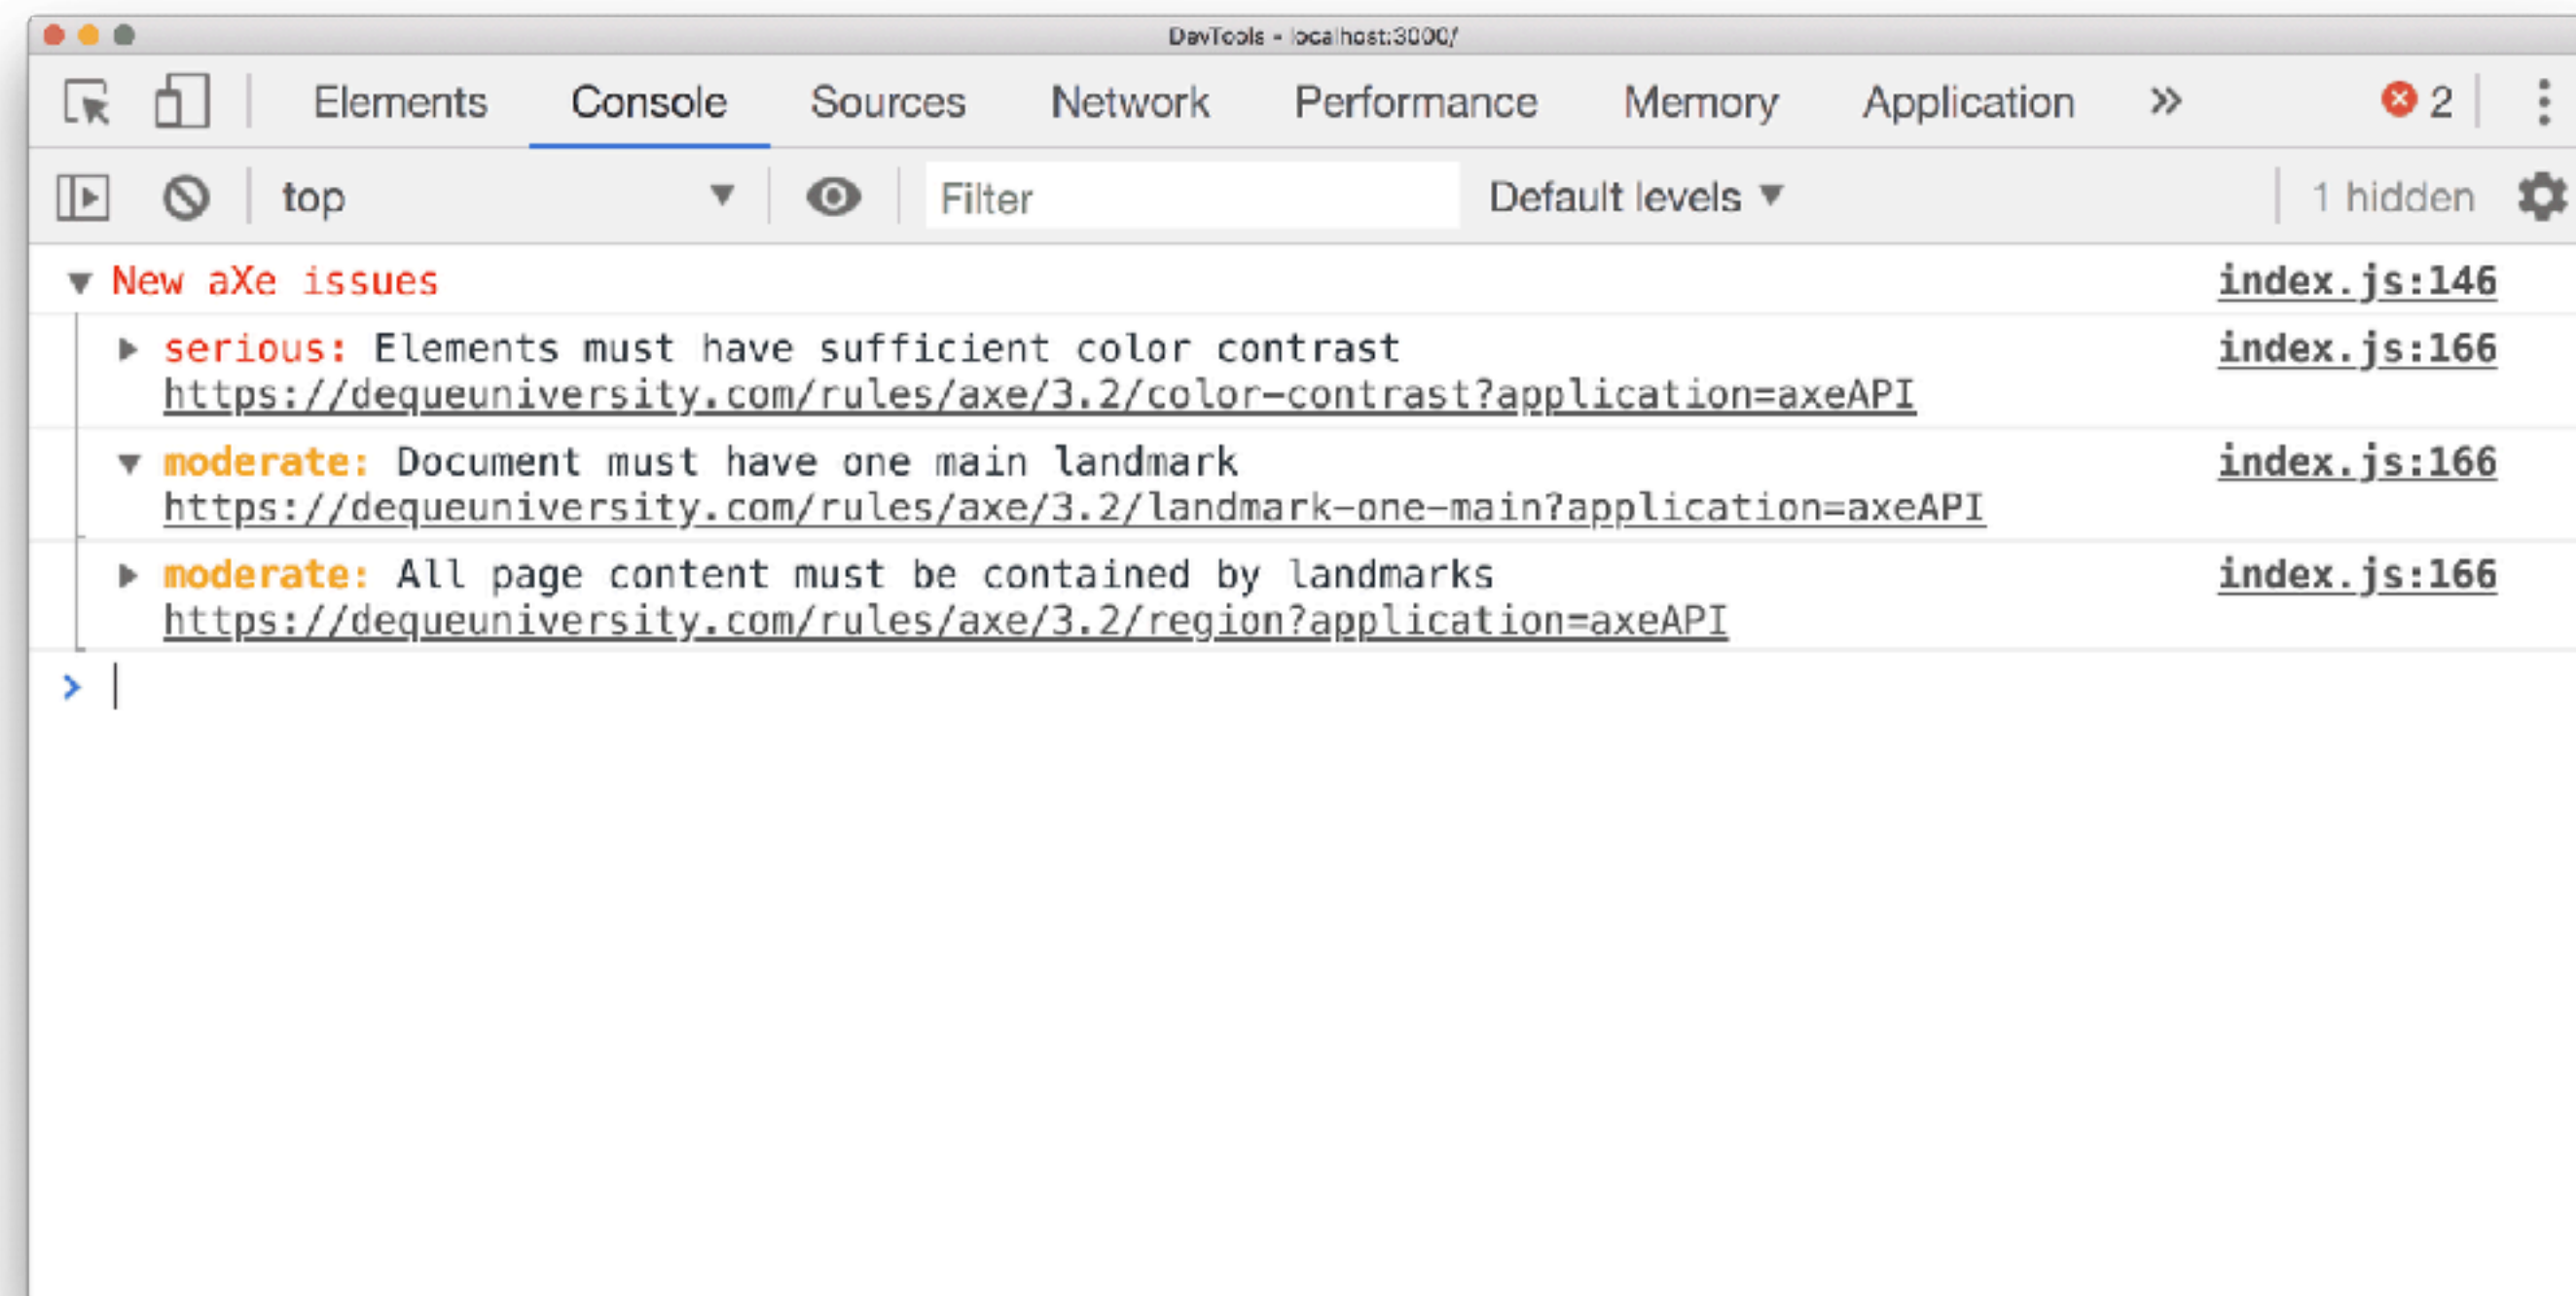 DevTools - localhost:3000/
Elements Console Sources Network Performance Memory Application » 2
top Filter Default levels 1 hidden
New aXe issues index.js:146
serious: Elements must have sufficient color contrast index.js:166
https://dequeuniversity.com/rules/axe/3.2/color-contrast?application=axeAPI
moderate: Document must have one main landmark index.js:166
https://dequeuniversity.com/rules/axe/3.2/landmark-one-main?application=axeAPI
moderate: All page content must be contained by landmarks index.js:166
https://dequeuniversity.com/rules/axe/3.2/region?application=axeAPI